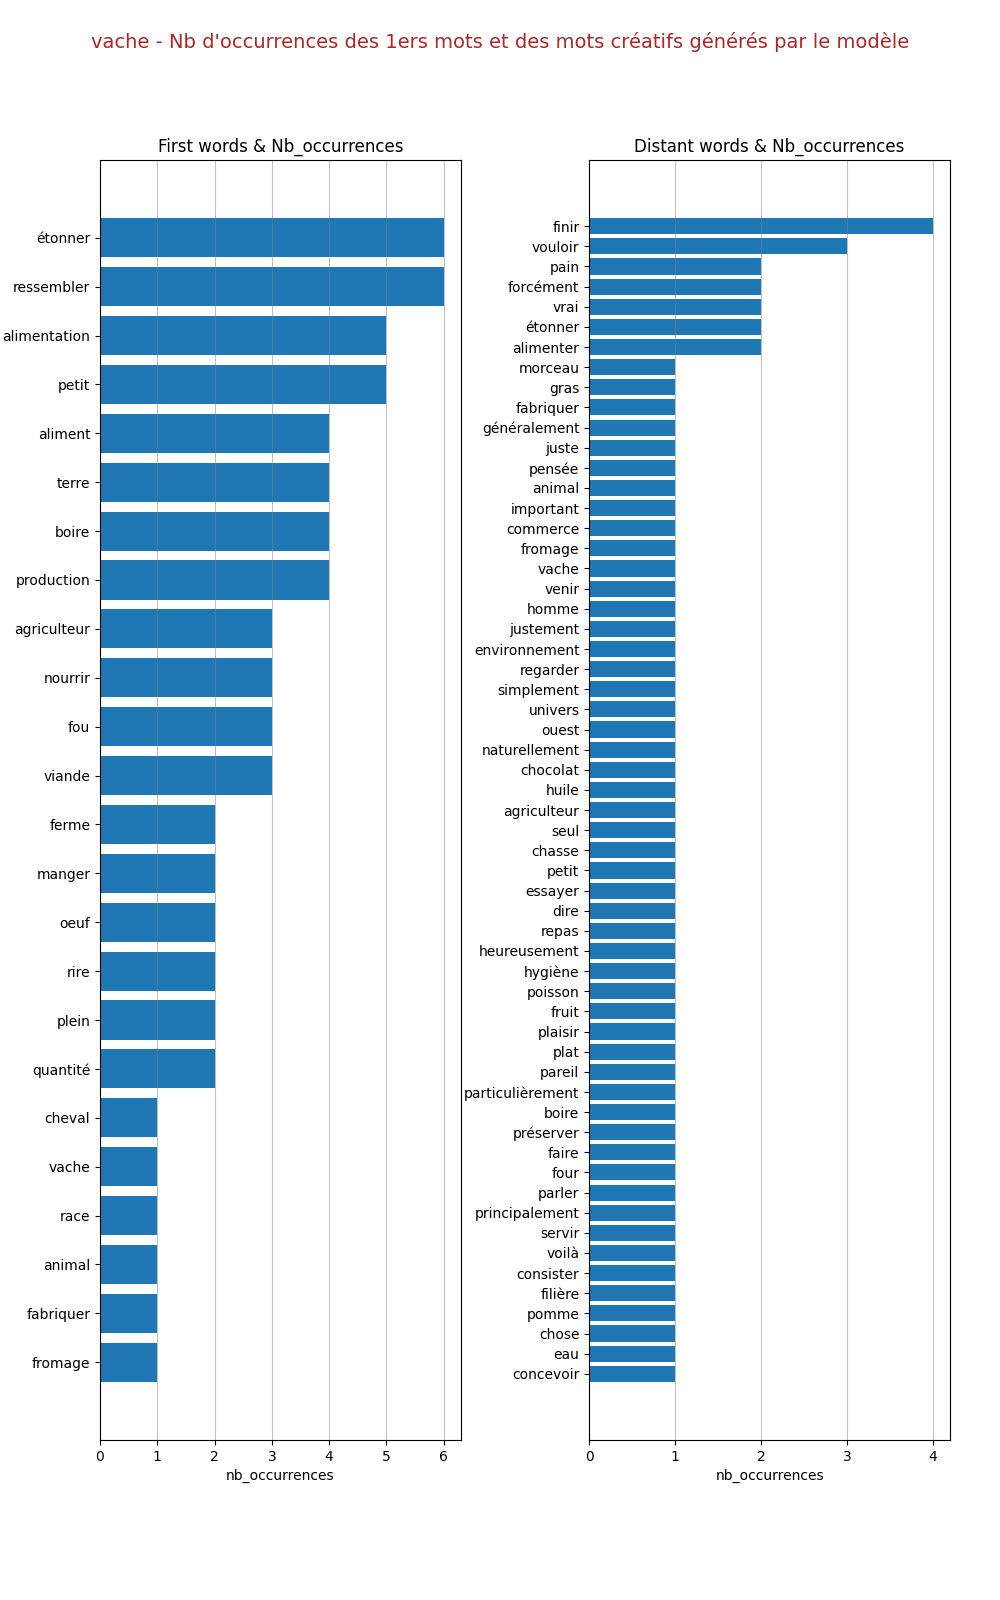 vache - Nb d'occurrences des 1ers mots et des mots créatifs générés par le modèle
First words & Nb_occurrences
étonner
ressembler
alimentation
petit
aliment
terre
boire
production
agriculteur
nourrir
fou
viande
ferme
manger
oeuf
rire
plein
quantité
cheval
vache
race
animal
fabriquer
fromage
0 1 2 3 4 5 6
nb_occurrences
Distant words & Nb_occurrences
finir
vouloir
pain
forcément
vrai
étonner
alimenter
morceau
gras
fabriquer
généralement
juste
pensée
animal
important
commerce
fromage
vache
venir
homme
justement
environnement
regarder
simplement
univers
ouest
naturellement
chocolat
huile
agriculteur
seul
chasse
petit
essayer
dire
repas
heureusement
hygiène
poisson
fruit
plaisir
plat
pareil
particulièrement
boire
préserver
faire
four
parler
principalement
servir
voilà
consister
filière
pomme
chose
eau
concevoir
0 1 2 3 4
nb_occurrences